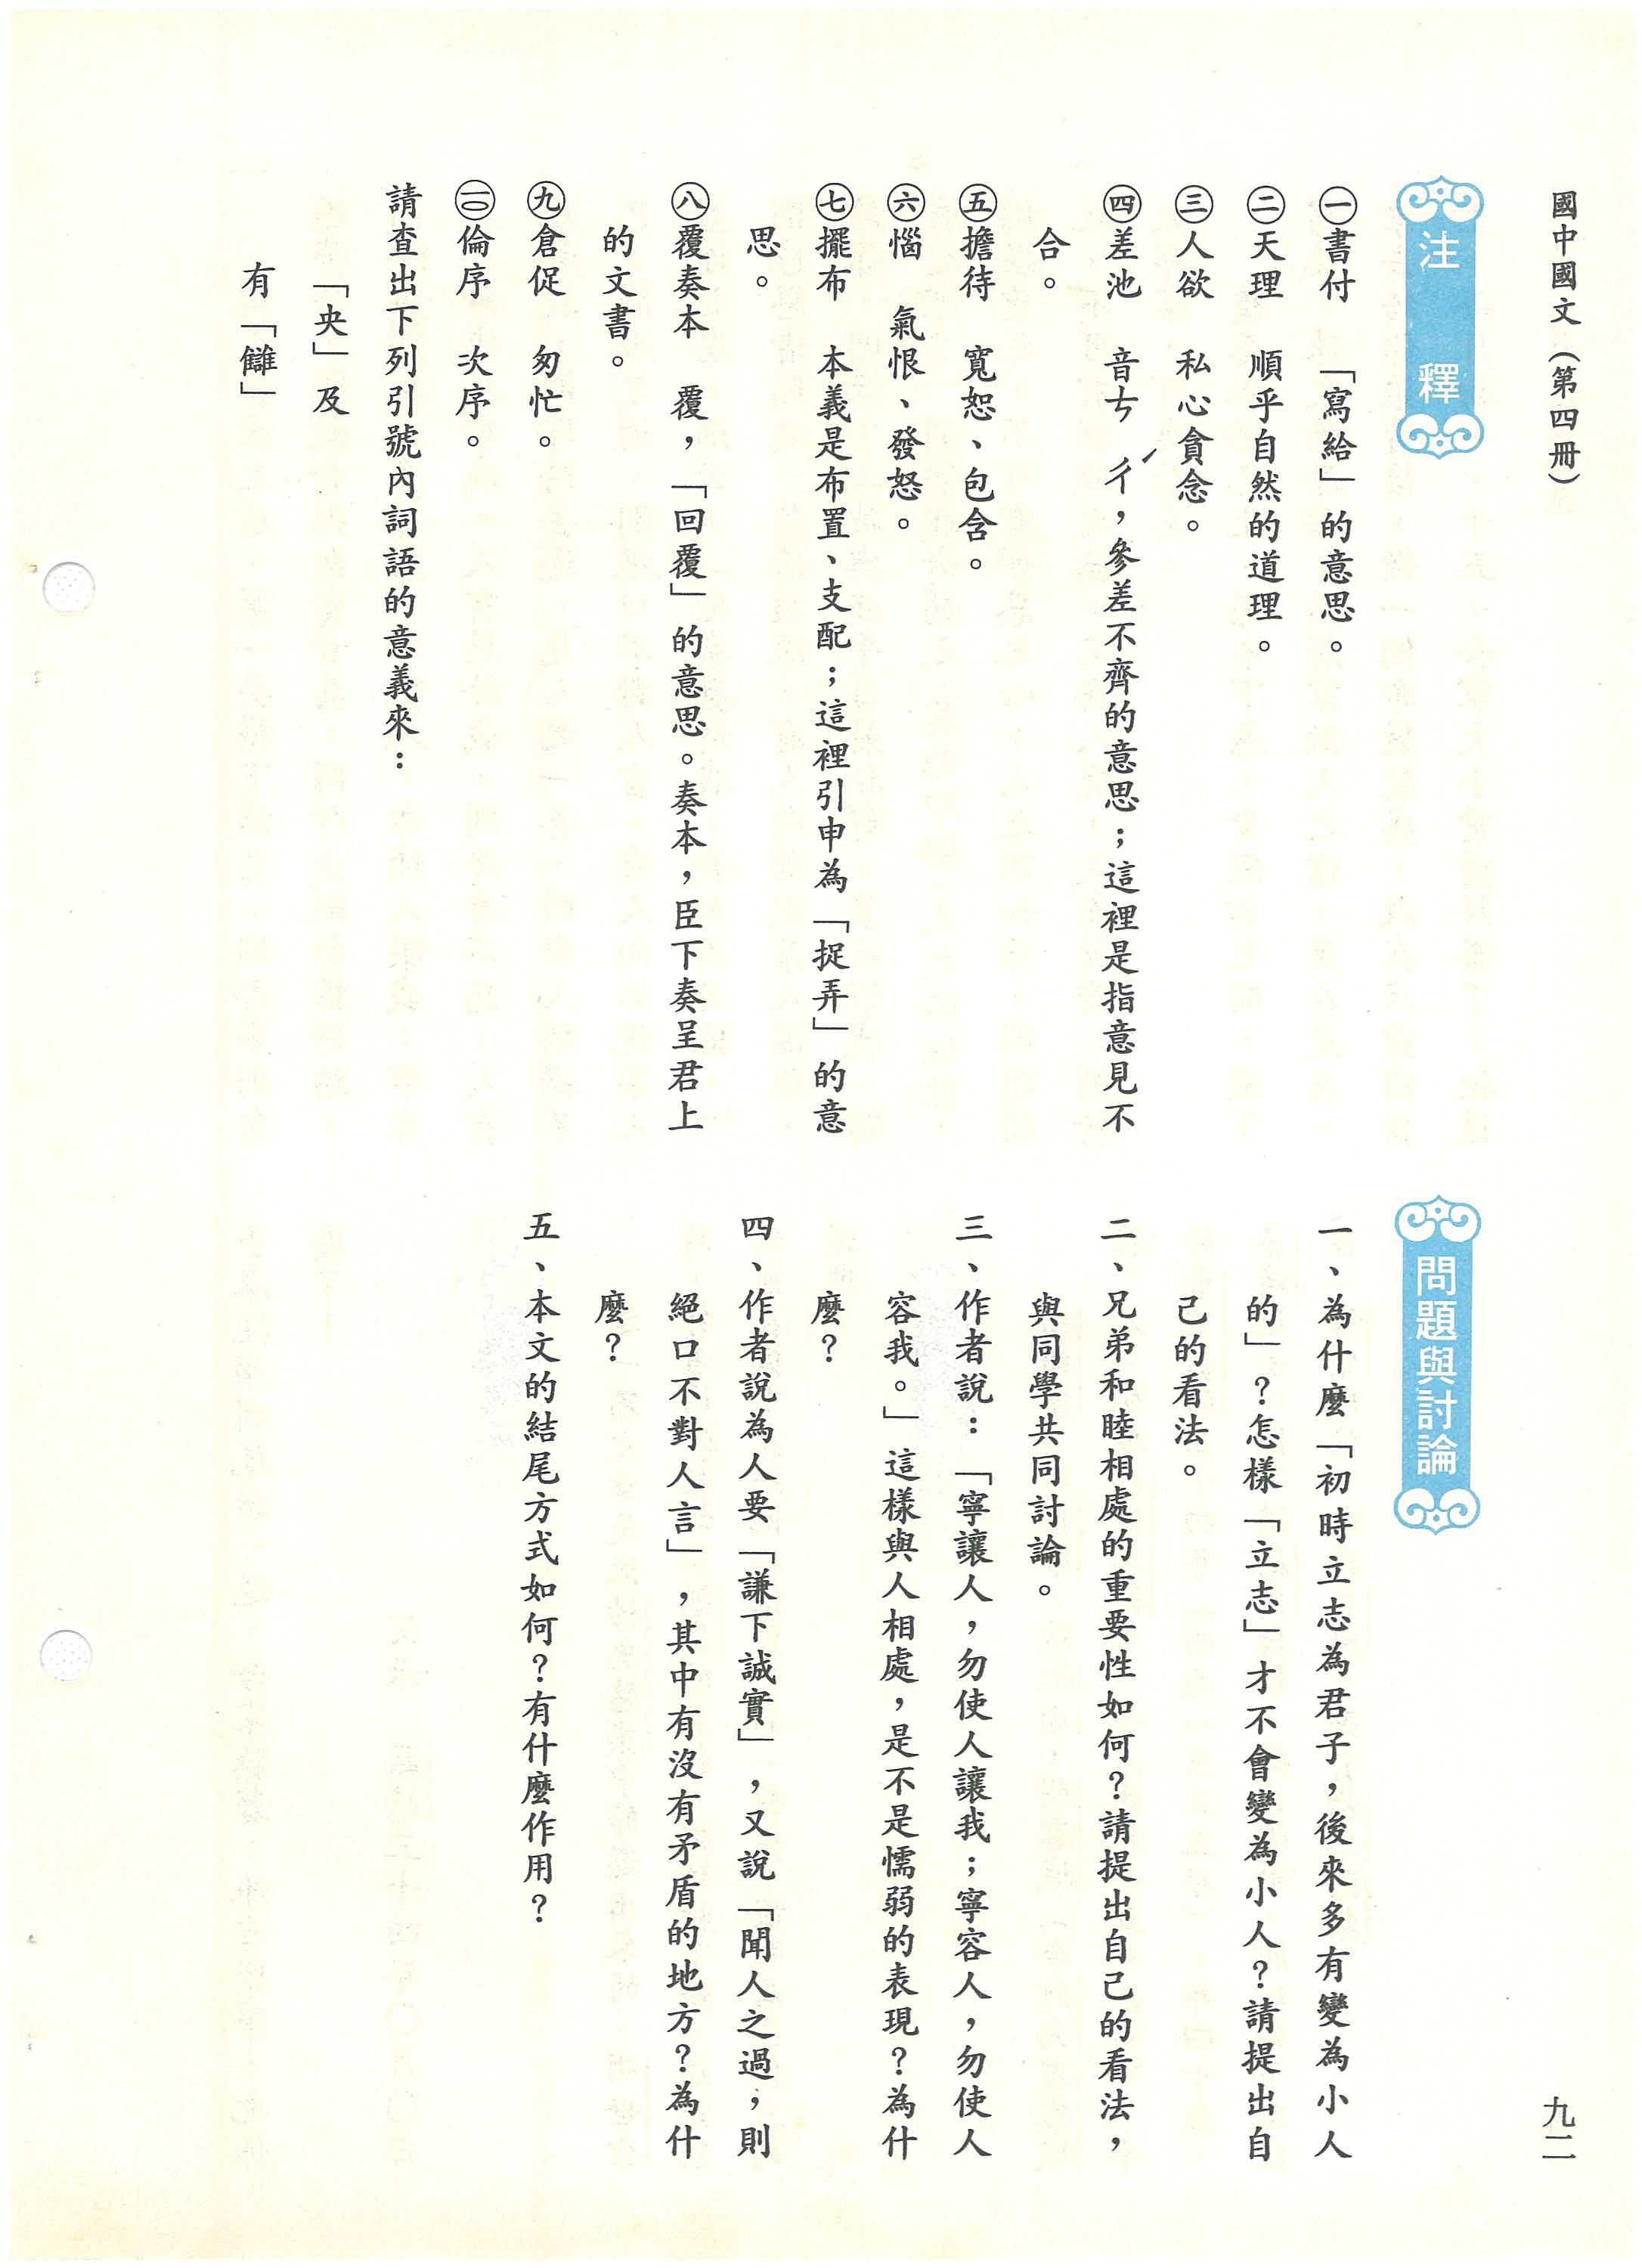 國中國文（第四冊）
九二
注釋
㊀書付　「寫給」的意思。
㊁天理　順乎自然的道理。
㊂人欲　私心貪念。
㊃差池　音ㄘ ㄔˊ，參差不齊的意思；這裡是指意見不
合。
㊄擔待　寬恕、包含。
㊅惱　氣恨、發怒。
㊆擺布　本義是布置、支配；這裡引申為「捉弄」的意
思。
㊇覆奏本　覆，「回覆」的意思。奏本，臣下奏呈君上
的文書。
㊈倉促　匆忙。
㊉倫序　次序。
請查出下列引號內詞語的意義來：
「央」及
有「讎」
問題與討論
一、為什麼「初時立志為君子，後來多有變為小人
的」？怎樣「立志」才不會變為小人？請提出自
己的看法。
二、兄弟和睦相處的重要性如何？請提出自己的看法，
與同學共同討論。
三、作者說：「寧讓人，勿使人讓我；寧容人，勿使人
容我。」這樣與人相處，是不是懦弱的表現？為什
麼？
四、作者說為人要「謙下誠實」，又說「聞人之過，則
絕口不對人言」，其中有沒有矛盾的地方？為什
麼？
五、本文的結尾方式如何？有什麼作用？